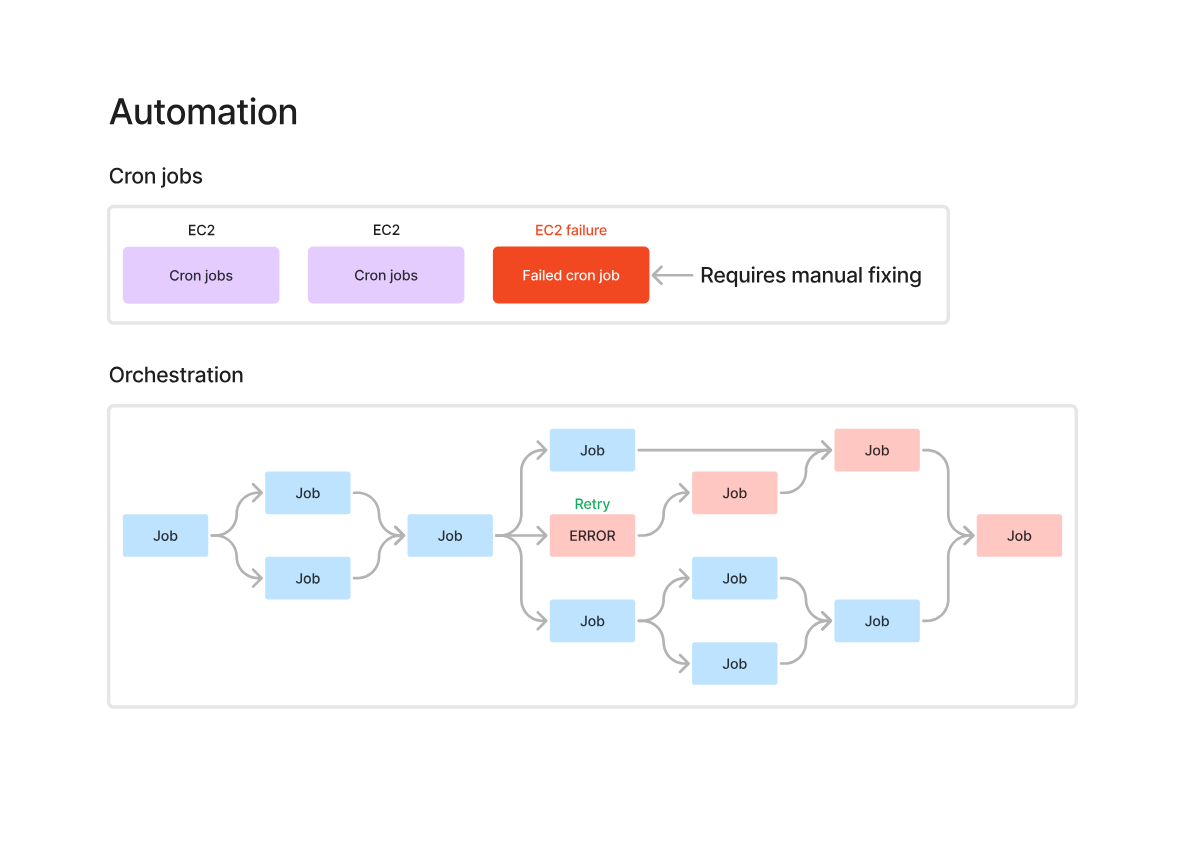 Automation
Cron jobs
EC2
EC2
EC2 failure
Cron jobs
Cron jobs
Failed cron job
Requires manual fixing
Orchestration
Job
Job
Job
Job
Job
Retry
ERROR
Job
Job
Job
Job
Job
Job
Job
Job